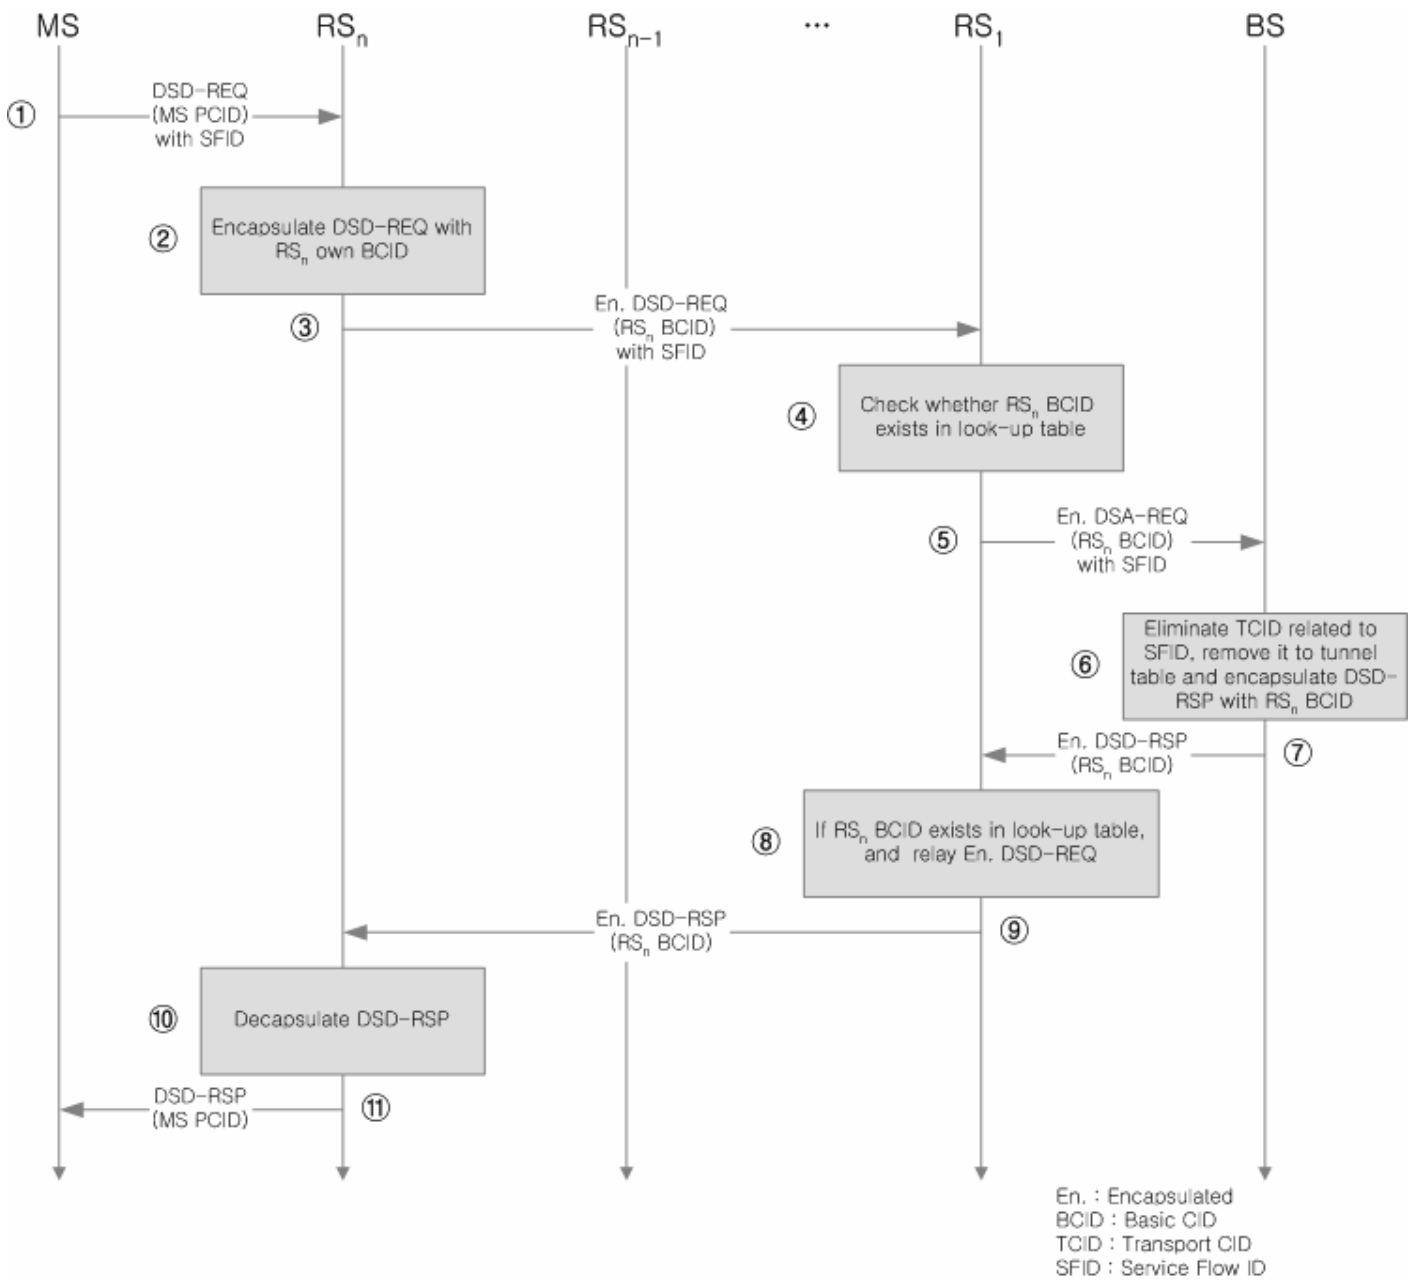 MS RSn RSn-1 ... RS1 BS
①
DSD-REQ
(MS PCID)
with SFID
②
Encapsulate DSD-REQ with
RSn own BCID
③
En. DSD-REQ
(RSn BCID)
with SFID
④
Check whether RSn BCID
exists in look-up table
⑤
En. DSA-REQ
(RSn BCID)
with SFID
⑥
Eliminate TCID related to
SFID, remove it to tunnel
table and encapsulate DSD-
RSP with RSn BCID
En. DSD-RSP
(RSn BCID)
⑦
⑧
If RSn BCID exists in look-up table,
and relay En. DSD-REQ
En. DSD-RSP
(RSn BCID)
⑨
⑩
Decapsulate DSD-RSP
DSD-RSP
(MS PCID)
⑪
En. : Encapsulated
BCID : Basic CID
TCID : Transport CID
SFID : Service Flow ID